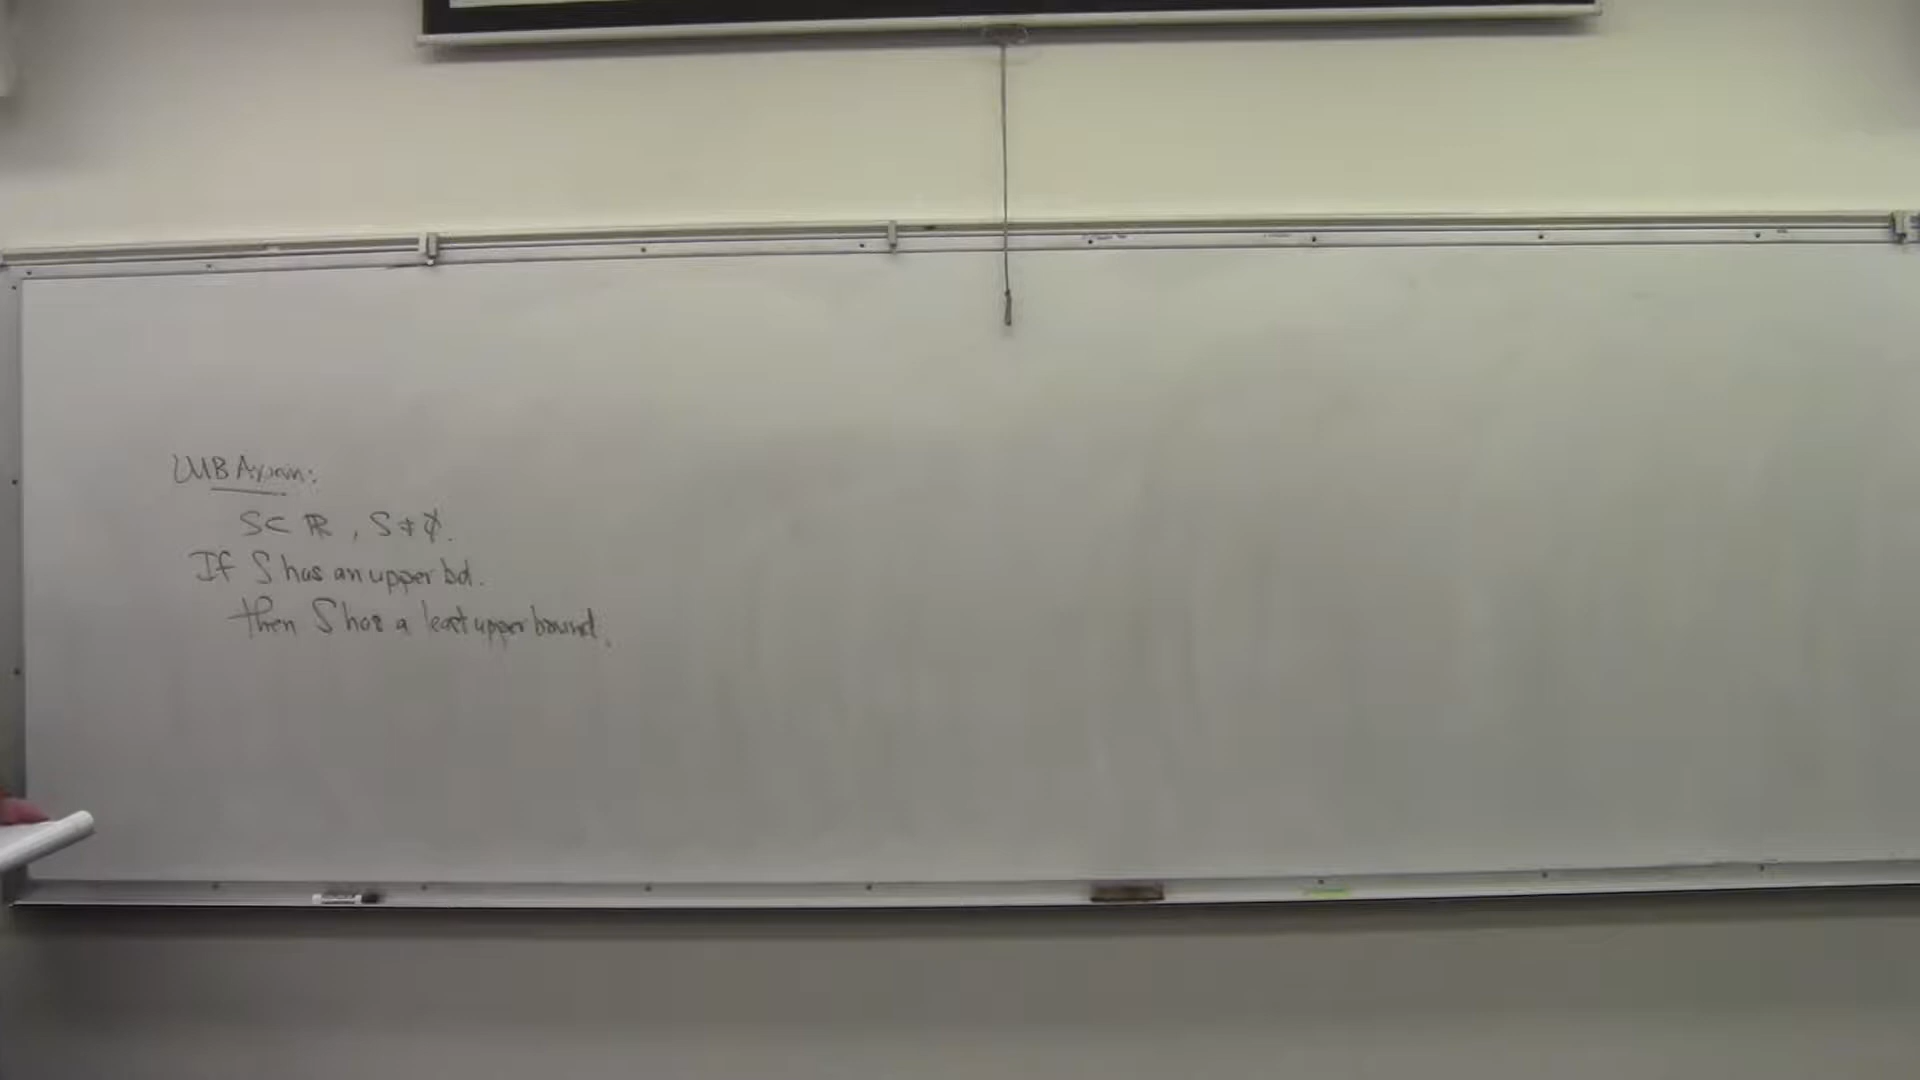 LUB Axiom:
S⊂ ℝ, S ≠ ∅.
If S has an upper bd.
then S has a least upper bound.